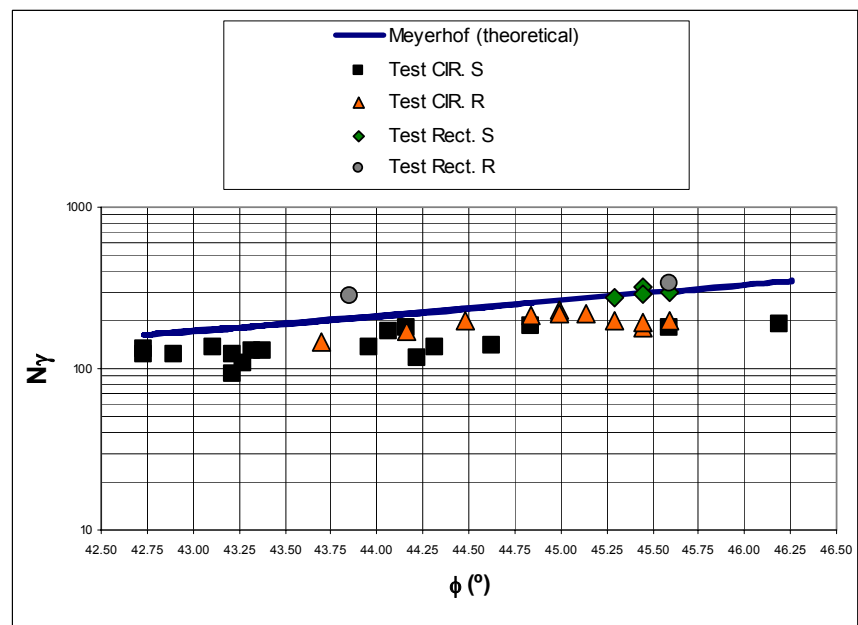 Meyerhof (theoretical)
Test CIR. S
Test CIR. R
Test Rect. S
Test Rect. R
1000
100
10
Nγ
42.50 42.75 43.00 43.25 43.50 43.75 44.00 44.25 44.50 44.75 45.00 45.25 45.50 45.75 46.00 46.25 46.50
ϕ (º)